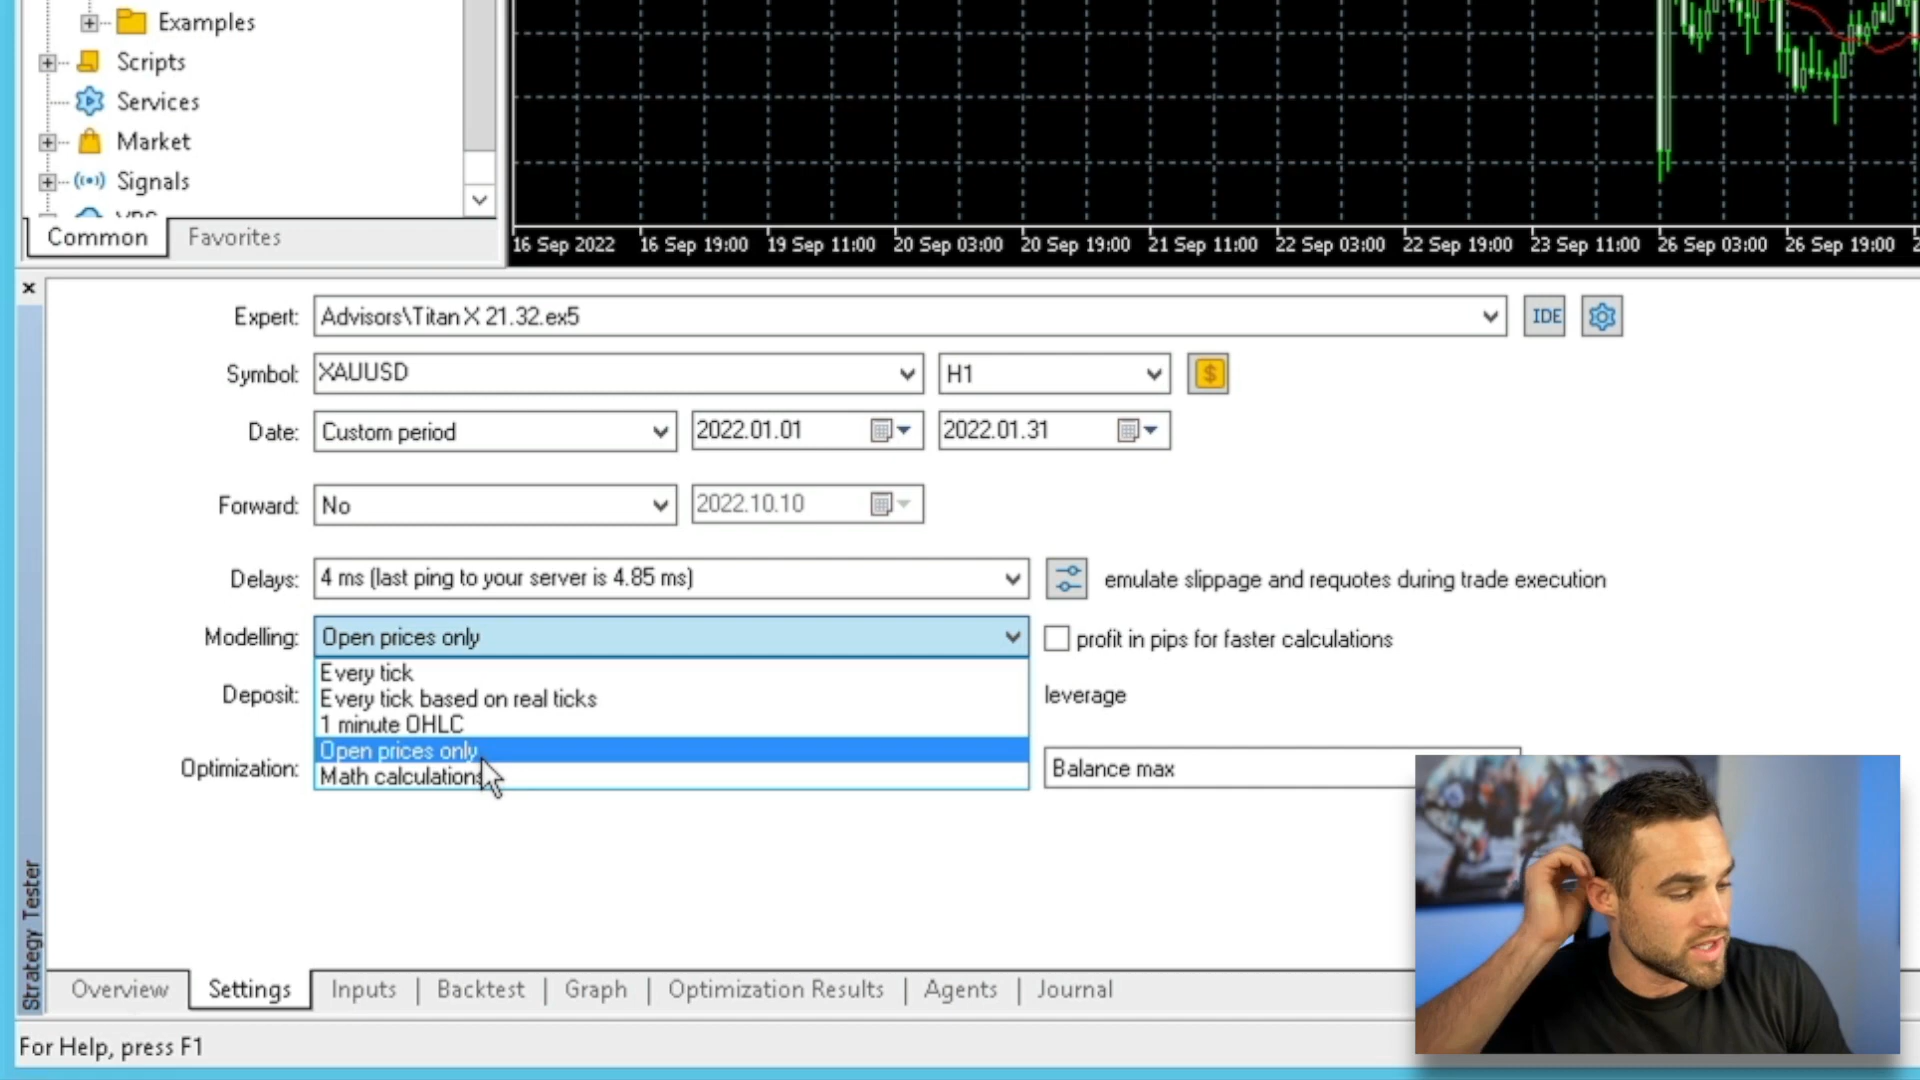 Examples
Scripts
Services
Market
Signals
Common
Favorites
16 Sep 2022 16 Sep 19:00 19 Sep 11:00 20 Sep 03:00 20 Sep 19:00 21 Sep 11:00 22 Sep 03:00 22 Sep 19:00 23 Sep 11:00 26 Sep 03:00 26 Sep 19:00
Expert: Advisors\Titan X 21.32.ex5 IDE
Symbol: XAUUSD H1 $
Date: Custom period 2022.01.01 2022.01.31
Forward: No 2022.10.10
Delays: 4 ms (last ping to your server is 4.85 ms) emulate slippage and requotes during trade execution
Modelling: Open prices only profit in pips for faster calculations
Every tick
Deposit: Every tick based on real ticks leverage
1 minute OHLC
Open prices only
Optimization: Math calculations Balance max
Strategy Tester
Overview Settings Inputs Backtest Graph Optimization Results Agents Journal
For Help, press F1